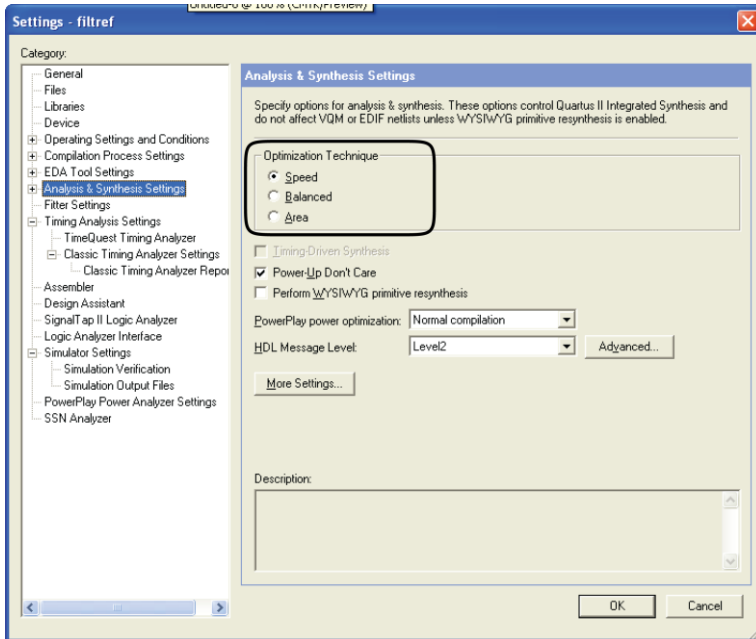 Untitled-6 @ 100 % (CMYK/Preview)
Settings - filtref
Category:
General
Files
Libraries
Device
Operating Settings and Conditions
Compilation Process Settings
EDA Tool Settings
Analysis & Synthesis Settings
Fitter Settings
Timing Analysis Settings
TimeQuest Timing Analyzer
Classic Timing Analyzer Settings
Classic Timing Analyzer Repor
Assembler
Design Assistant
SignalTap II Logic Analyzer
Logic Analyzer Interface
Simulator Settings
Simulation Verification
Simulation Output Files
PowerPlay Power Analyzer Settings
SSN Analyzer
Analysis & Synthesis Settings
Specify options for analysis & synthesis. These options control Quartus II Integrated Synthesis and
do not affect VQM or EDIF netlists unless WYSIWYG primitive resynthesis is enabled.
Optimization Technique
Speed
Balanced
Area
Timing-Driven Synthesis
Power-Up Don't Care
Perform WYSIWYG primitive resynthesis
PowerPlay power optimization: Normal compilation
HDL Message Level: Level2 Advanced...
More Settings...
Description:
OK Cancel